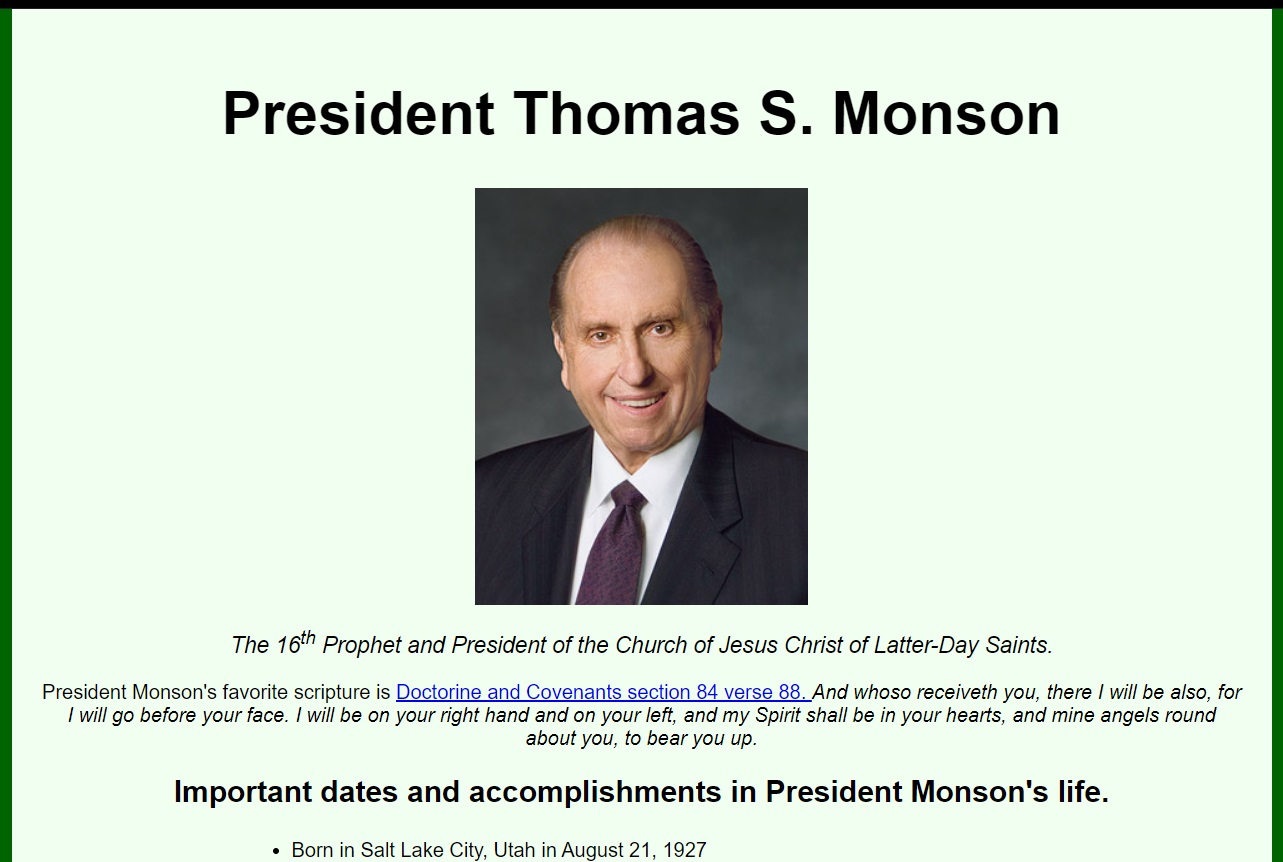 President Thomas S. Monson
The 16th Prophet and President of the Church of Jesus Christ of Latter-Day Saints.
President Monson's favorite scripture is Doctorine and Covenants section 84 verse 88. And whoso receiveth you, there I will be also, for
I will go before your face. I will be on your right hand and on your left, and my Spirit shall be in your hearts, and mine angels round
about you, to bear you up.
Important dates and accomplishments in President Monson's life.
• Born in Salt Lake City, Utah in August 21, 1927